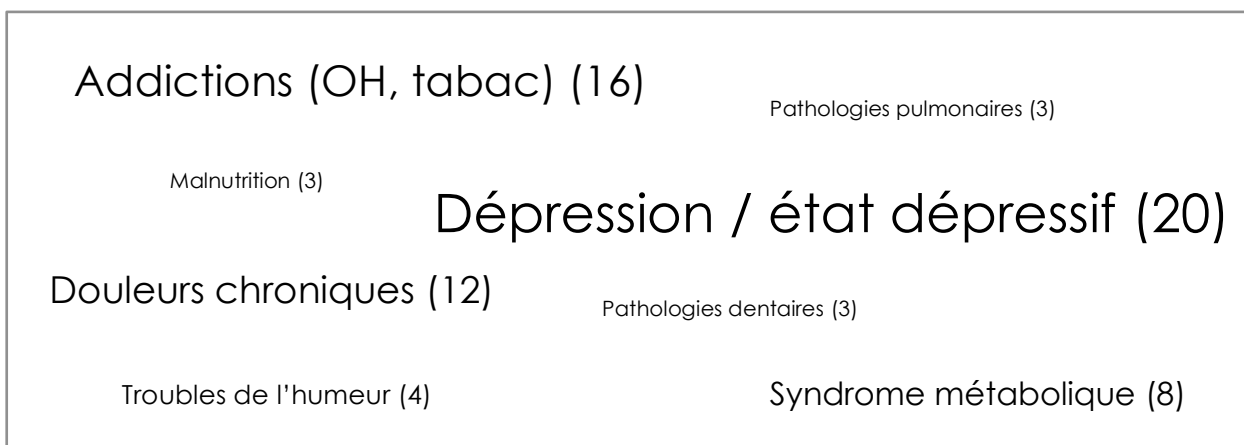 Addictions (OH, tabac) (16)
Pathologies pulmonaires (3)
Malnutrition (3)
Dépression / état dépressif (20)
Douleurs chroniques (12)
Pathologies dentaires (3)
Troubles de l’humeur (4)
Syndrome métabolique (8)